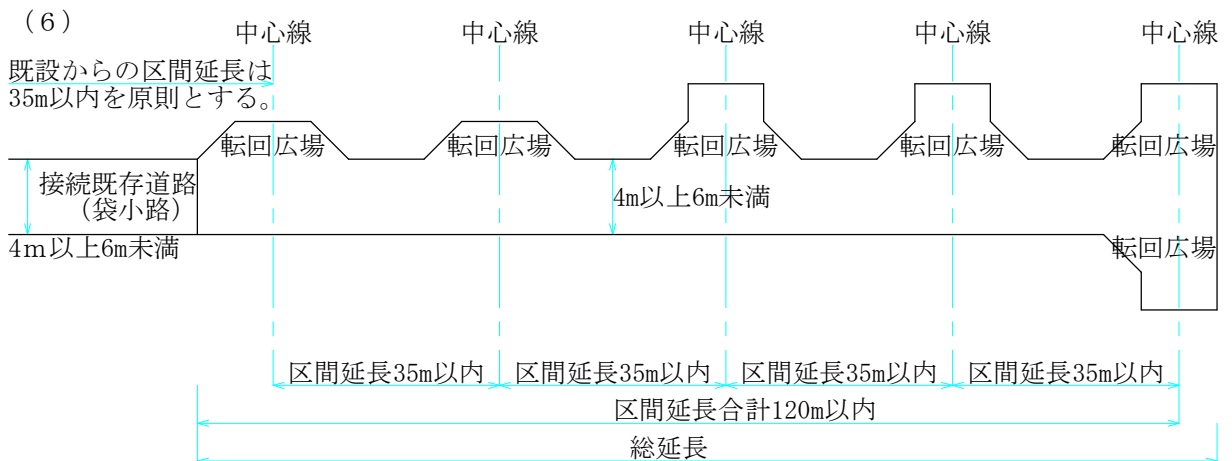 (6)
中心線 中心線 中心線 中心線 中心線
既設からの区間延長は
35m以内を原則とする。
転回広場 転回広場 転回広場 転回広場 転回広場
接続既存道路
(袋小路)
4m以上6m未満
4m以上6m未満
転回広場
区間延長35m以内 区間延長35m以内 区間延長35m以内 区間延長35m以内
区間延長合計120m以内
総延長